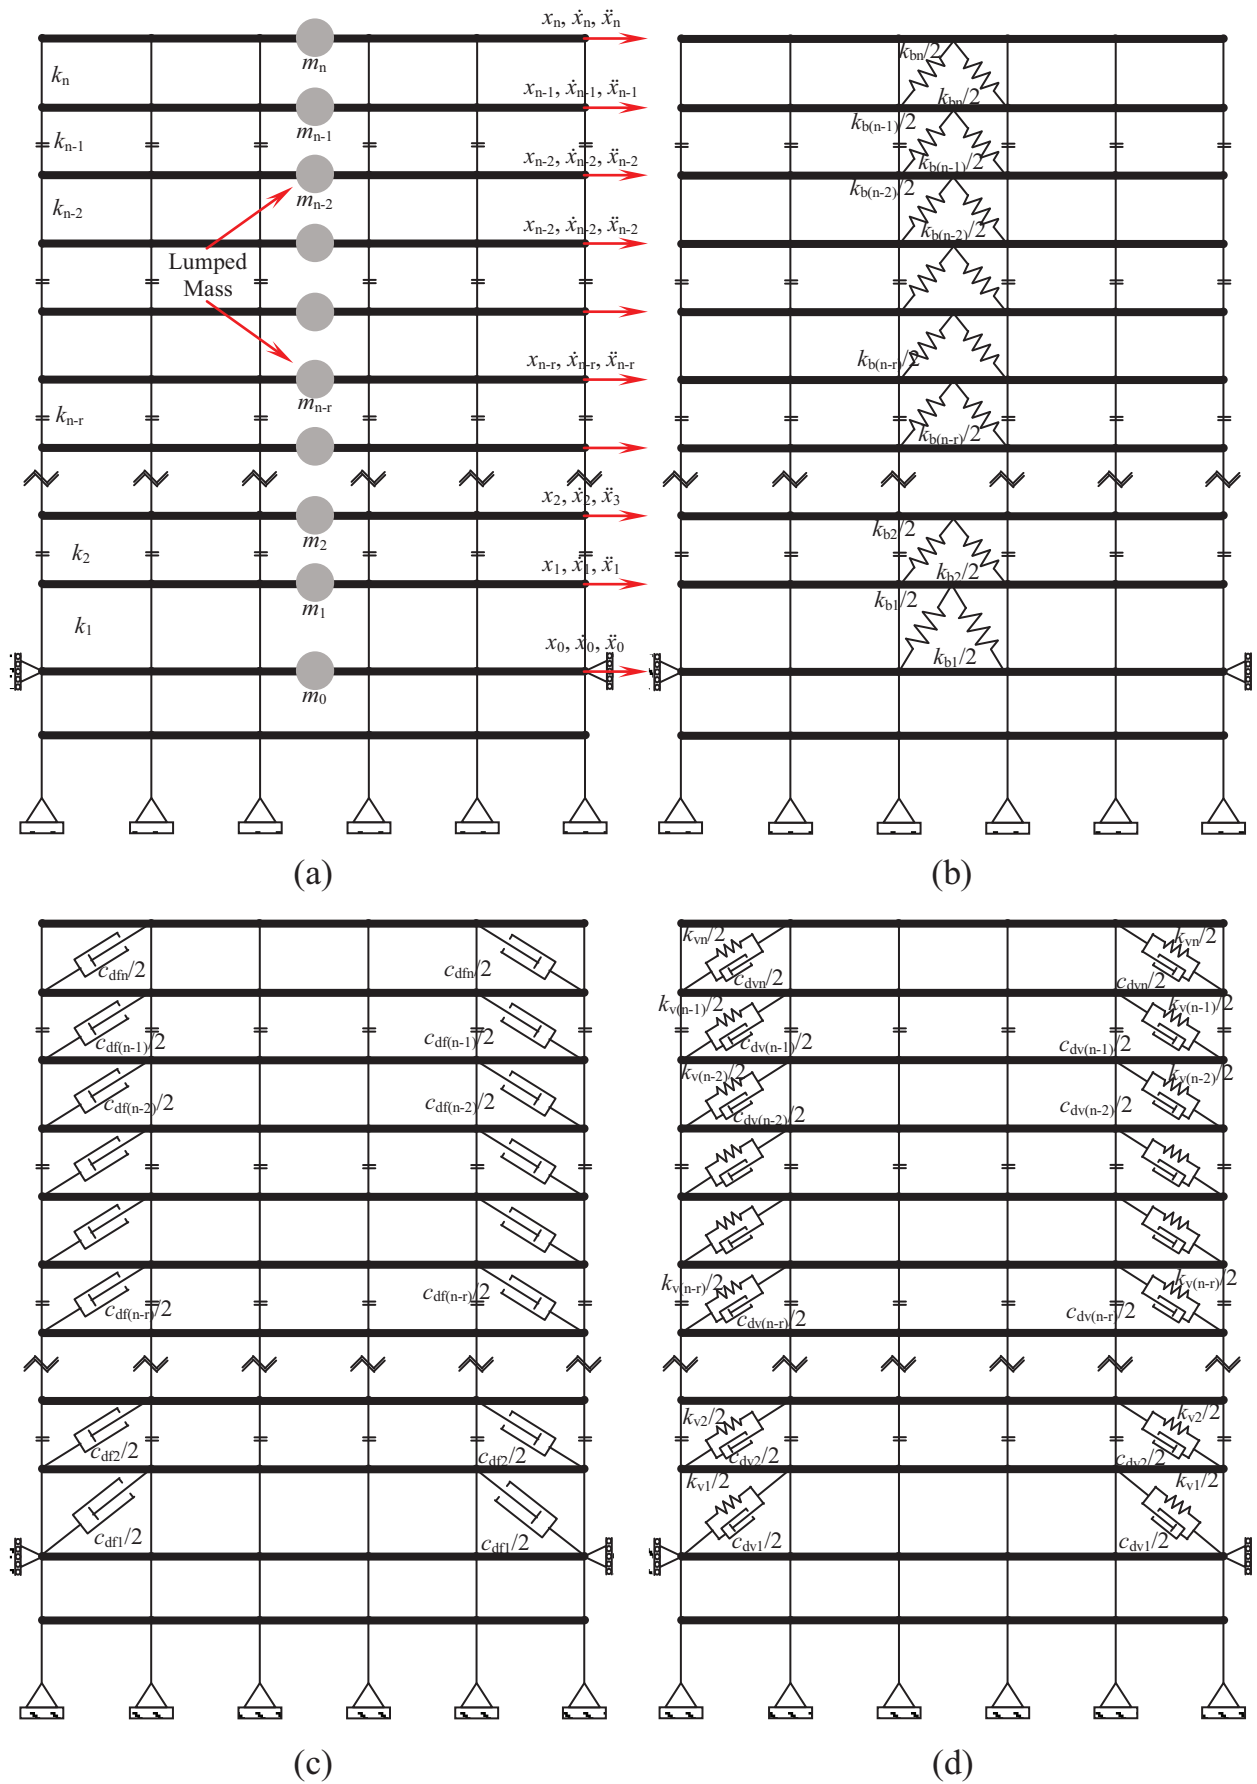 xn, ẋn, ẍn
mn
kn
xn-1, ẋn-1, ẍn-1
mn-1
kn-1
xn-2, ẋn-2, ẍn-2
mn-2
kn-2
xn-2, ẋn-2, ẍn-2
Lumped
Mass
xn-r, ẋn-r, ẍn-r
mn-r
kn-r
x2, ẋ2, ẍ3
m2
k2
x1, ẋ1, ẍ1
m1
k1
x0, ẋ0, ẍ0
m0
(a)
kbn/2
kbn/2
kb(n-1)/2
kb(n-1)/2
kb(n-2)/2
kb(n-2)/2
kb(n-r)/2
kb(n-r)/2
kb2/2
kb2/2
kb1/2
kb1/2
(b)
cdfn/2 cdfn/2
cdf(n-1)/2 cdf(n-1)/2
cdf(n-2)/2 cdf(n-2)/2
cdf(n-r)/2 cdf(n-r)/2
cdf2/2 cdf2/2
cdf1/2 cdf1/2
(c)
kvn/2 kvn/2
cdvn/2 cdvn/2
kv(n-1)/2 kv(n-1)/2
cdv(n-1)/2 cdv(n-1)/2
kv(n-2)/2 kv(n-2)/2
cdv(n-2)/2 cdv(n-2)/2
kv(n-r)/2 kv(n-r)/2
cdv(n-r)/2 cdv(n-r)/2
kv2/2 kv2/2
cdv2/2 cdv2/2
kv1/2 kv1/2
cdv1/2 cdv1/2
(d)